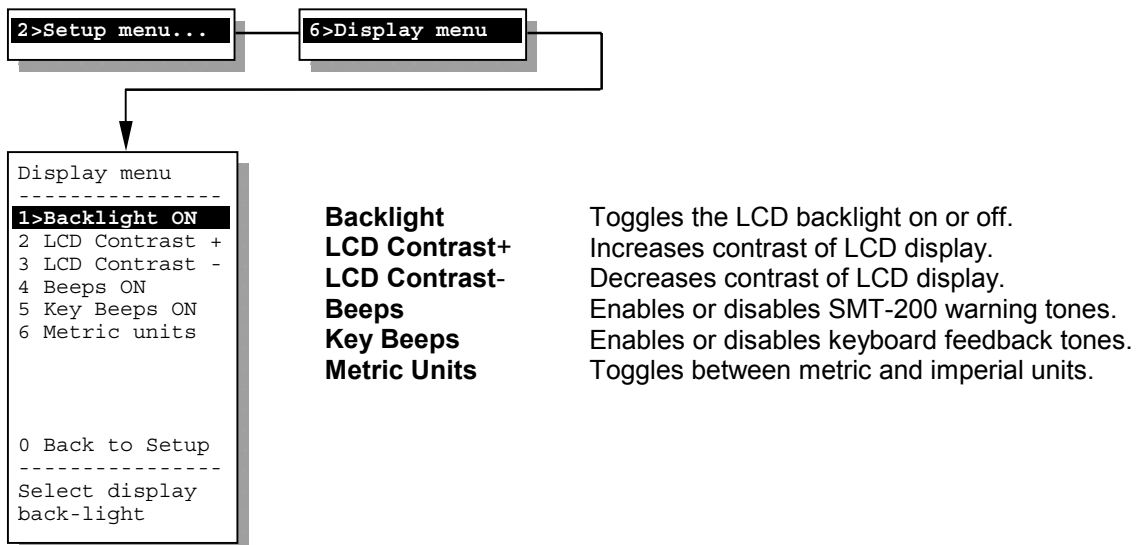 2>Setup menu...
6>Display menu
Display menu
----------------
1>Backlight ON
2 LCD Contrast +
3 LCD Contrast -
4 Beeps ON
5 Key Beeps ON
6 Metric units
0 Back to Setup
----------------
Select display
back-light
Backlight Toggles the LCD backlight on or off.
LCD Contrast+ Increases contrast of LCD display.
LCD Contrast- Decreases contrast of LCD display.
Beeps Enables or disables SMT-200 warning tones.
Key Beeps Enables or disables keyboard feedback tones.
Metric Units Toggles between metric and imperial units.